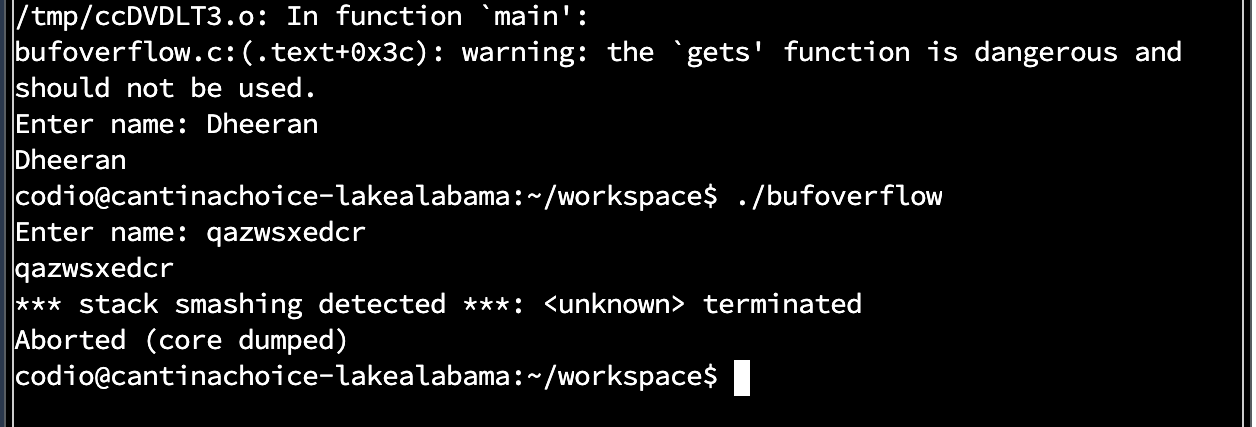 /tmp/ccDVDLT3.o: In function `main':
bufoverflow.c:(.text+0x3c): warning: the `gets' function is dangerous and
should not be used.
Enter name: Dheeran
Dheeran
codio@cantinachoice-lakealabama:~/workspace$ ./bufoverflow
Enter name: qazwsxedcr
qazwsxedcr
*** stack smashing detected ***: <unknown> terminated
Aborted (core dumped)
codio@cantinachoice-lakealabama:~/workspace$